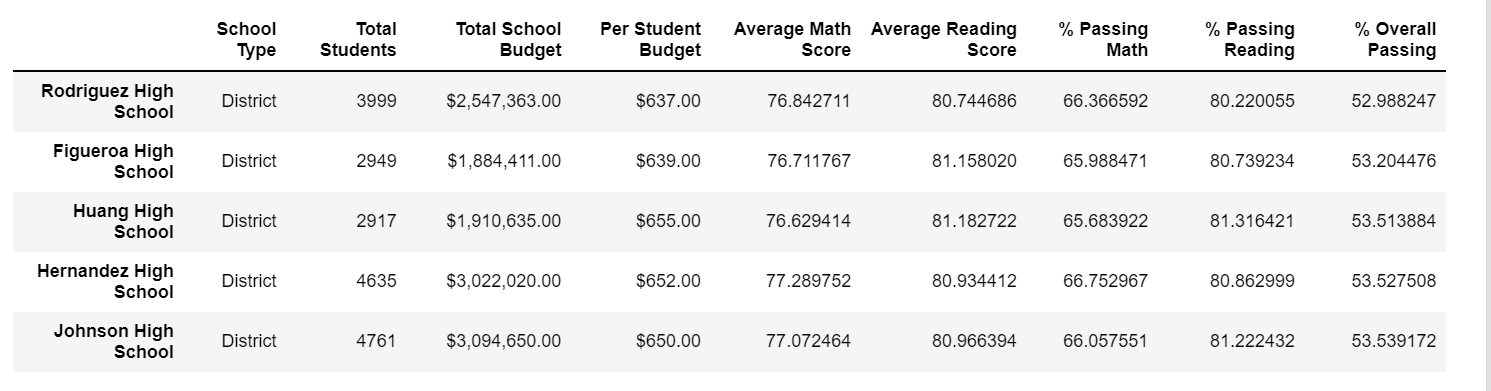 School Total Total School Per Student Average Math Average Reading % Passing % Passing % Overall
Type Students Budget Budget Score Score Math Reading Passing
Rodriguez High
School District 3999 $2,547,363.00 $637.00 76.842711 80.744686 66.366592 80.220055 52.988247
Figueroa High
School District 2949 $1,884,411.00 $639.00 76.711767 81.158020 65.988471 80.739234 53.204476
Huang High
School District 2917 $1,910,635.00 $655.00 76.629414 81.182722 65.683922 81.316421 53.513884
Hernandez High
School District 4635 $3,022,020.00 $652.00 77.289752 80.934412 66.752967 80.862999 53.527508
Johnson High
School District 4761 $3,094,650.00 $650.00 77.072464 80.966394 66.057551 81.222432 53.539172